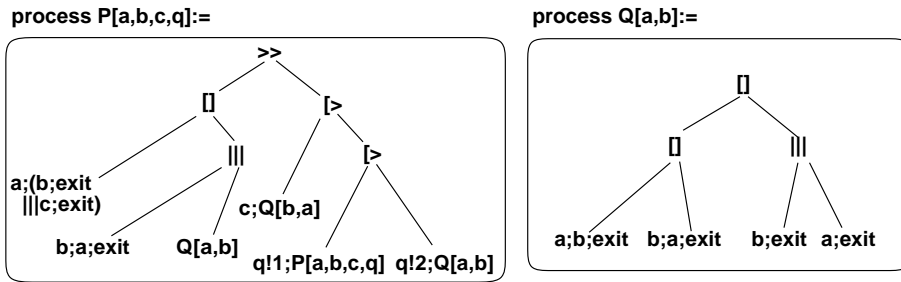 process P[a,b,c,q]:=
process Q[a,b]:=
>>
[]
[>
|||
[>
a;(b;exit
|||c;exit)
b;a;exit
Q[a,b]
c;Q[b,a]
q!1;P[a,b,c,q]
q!2;Q[a,b]
[]
[]
|||
a;b;exit
b;a;exit
b;exit
a;exit